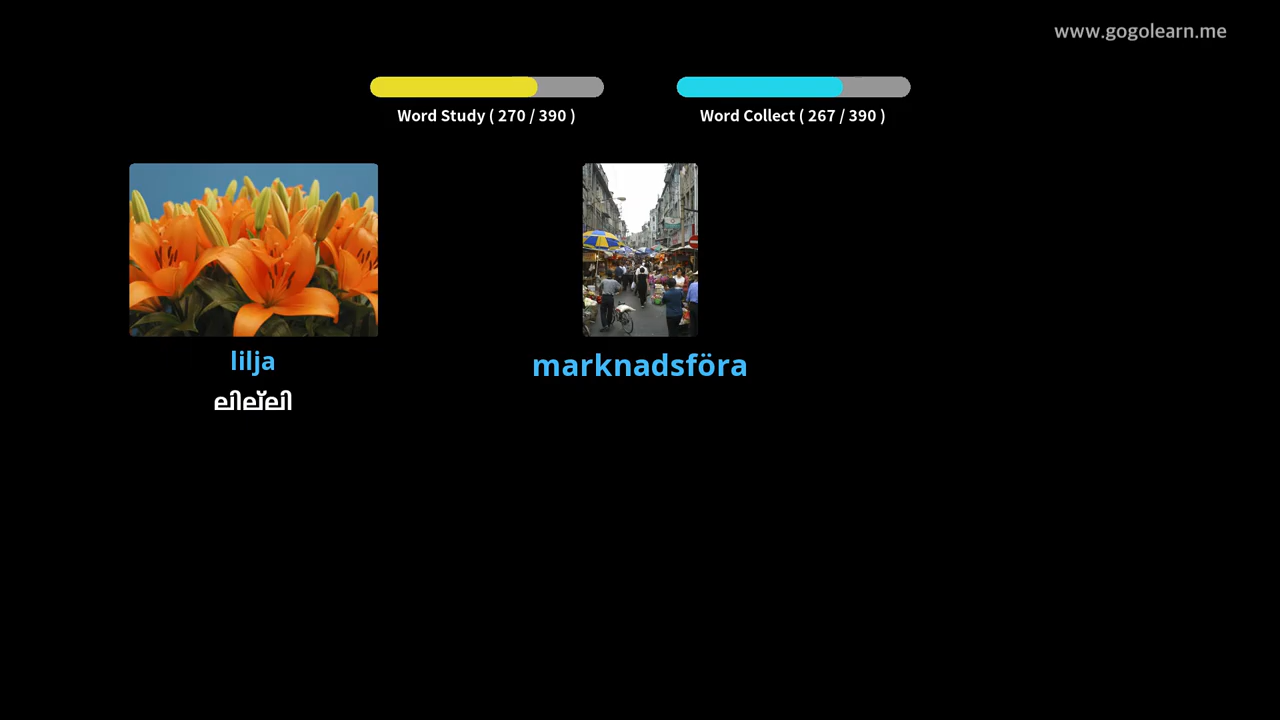 www.gogolearn.me
Word Study ( 270 / 390 )
Word Collect ( 267 / 390 )
lilja
ലില്ലി
marknadsföra